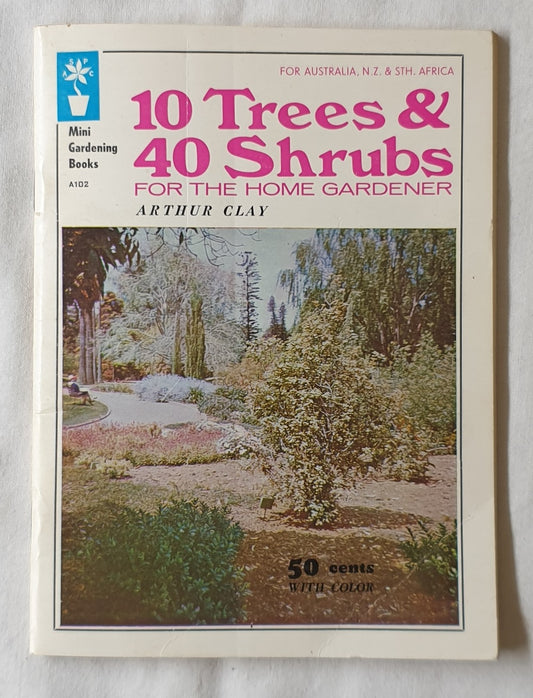 FOR AUSTRALIA, N.Z. & STH. AFRICA
A S P C
Mini
Gardening
Books
A102
10 Trees &
40 Shrubs
FOR THE HOME GARDENER
ARTHUR CLAY
50 cents
WITH COLOR